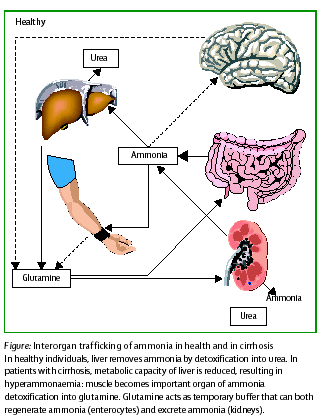 Healthy
Urea
Ammonia
Glutamine
Ammonia
Urea
Figure: Interorgan trafficking of ammonia in health and in cirrhosis
In healthy individuals, liver removes ammonia by detoxification into urea. In
patients with cirrhosis, metabolic capacity of liver is reduced, resulting in
hyperammonaemia: muscle becomes important organ of ammonia
detoxification into glutamine. Glutamine acts as temporary buffer that can both
regenerate ammonia (enterocytes) and excrete ammonia (kidneys).